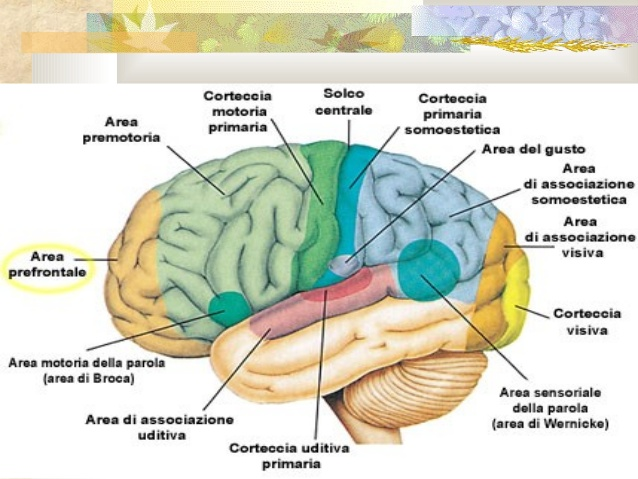 Area
premotoria
Corteccia
motoria
primaria
Solco
centrale
Corteccia
primaria
somoestetica
Area del gusto
Area
di associazione
somoestetica
Area
di associazione
visiva
Area
prefrontale
Corteccia
visiva
Area motoria della parola
(area di Broca)
Area sensoriale
della parola
(area di Wernicke)
Area di associazione
uditiva
Corteccia uditiva
primaria